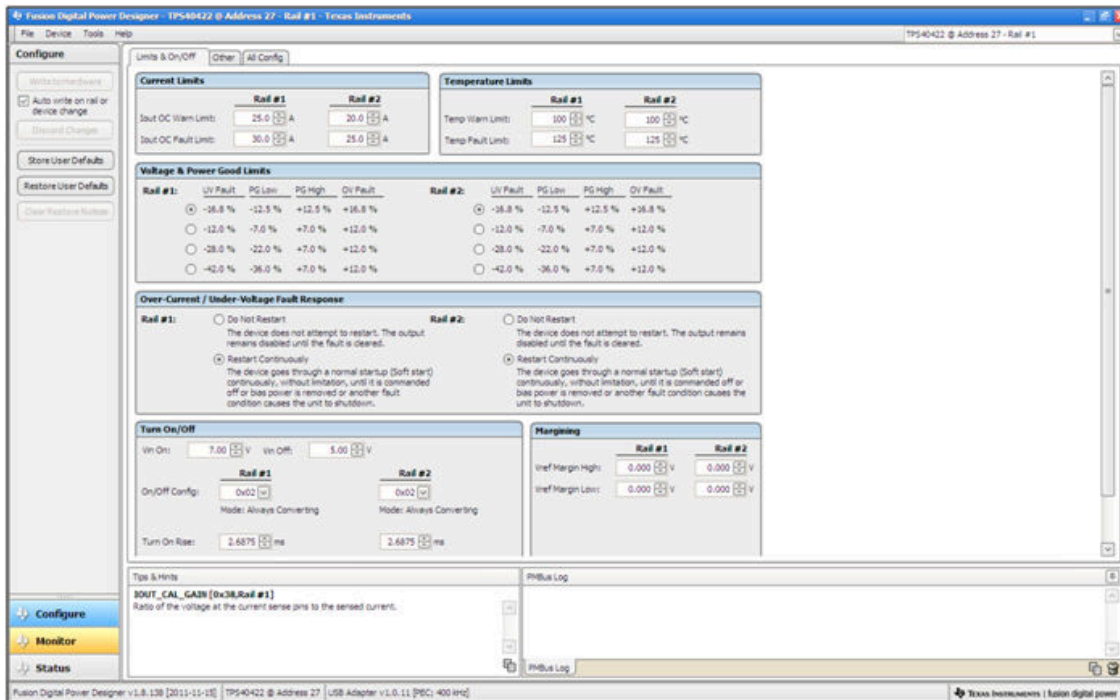 Fusion Digital Power Designer - TPS40422 @ Address 27 - Rail #1 - Texas Instruments
File Device Tools Help
TPS40422 @ Address 27 - Rail #1
Configure
Write to Hardware
Auto write on rail or
device change
Discard Changes
Store User Defaults
Restore User Defaults
Limits & On/Off Other All Config
Current Limits
Rail #1 Rail #2
Iout OC Warn Limit: 25.0 A 20.0 A
Iout OC Fault Limit: 30.0 A 25.0 A
Temperature Limits
Rail #1 Rail #2
Temp Warn Limit: 100 °C 100 °C
Temp Fault Limit: 125 °C 125 °C
Voltage & Power Good Limits
Rail #1: UV Fault PG Low PG High OV Fault
-16.8 % -12.5 % +12.5 % +16.8 %
-12.0 % -7.0 % +7.0 % +12.0 %
-28.0 % -22.0 % +7.0 % +12.0 %
-42.0 % -36.0 % +7.0 % +12.0 %
Rail #2: UV Fault PG Low PG High OV Fault
-16.8 % -12.5 % +12.5 % +16.8 %
-12.0 % -7.0 % +7.0 % +12.0 %
-28.0 % -22.0 % +7.0 % +12.0 %
-42.0 % -36.0 % +7.0 % +12.0 %
Over-Current / Under-Voltage Fault Response
Rail #1: Do Not Restart
The device does not attempt to restart. The output
remains disabled until the fault is cleared.
Restart Continuously
The device goes through a normal startup (Soft start)
continuously, without limitation, until it is commanded
off or bias power is removed or another fault
condition causes the unit to shutdown.
Rail #2: Do Not Restart
The device does not attempt to restart. The output remains
disabled until the fault is cleared.
Restart Continuously
The device goes through a normal startup (Soft start)
continuously, without limitation, until it is commanded off or
bias power is removed or another fault condition causes the
unit to shutdown.
Turn On/Off
Vin On: 7.00 V Vin Off: 5.00 V
Rail #1 Rail #2
On/Off Config: 0x02 0x02
Mode: Always Converting Mode: Always Converting
Turn On Rise: 2.6875 ms 2.6875 ms
Margining
Rail #1 Rail #2
Vref Margin High: 0.000 V 0.000 V
Vref Margin Low: 0.000 V 0.000 V
Tips & Hints
IOUT_CAL_GAIN [0x38,Rail #1]
Ratio of the voltage at the current sense pins to the sensed current.
PMBus Log
PMBus Log
Configure
Monitor
Status
Fusion Digital Power Designer v1.8.138 [2011-11-15] TPS40422 @ Address 27 USB Adapter v1.0.11 [PEC; 400 kHz]
TEXAS INSTRUMENTS | fusion digital power